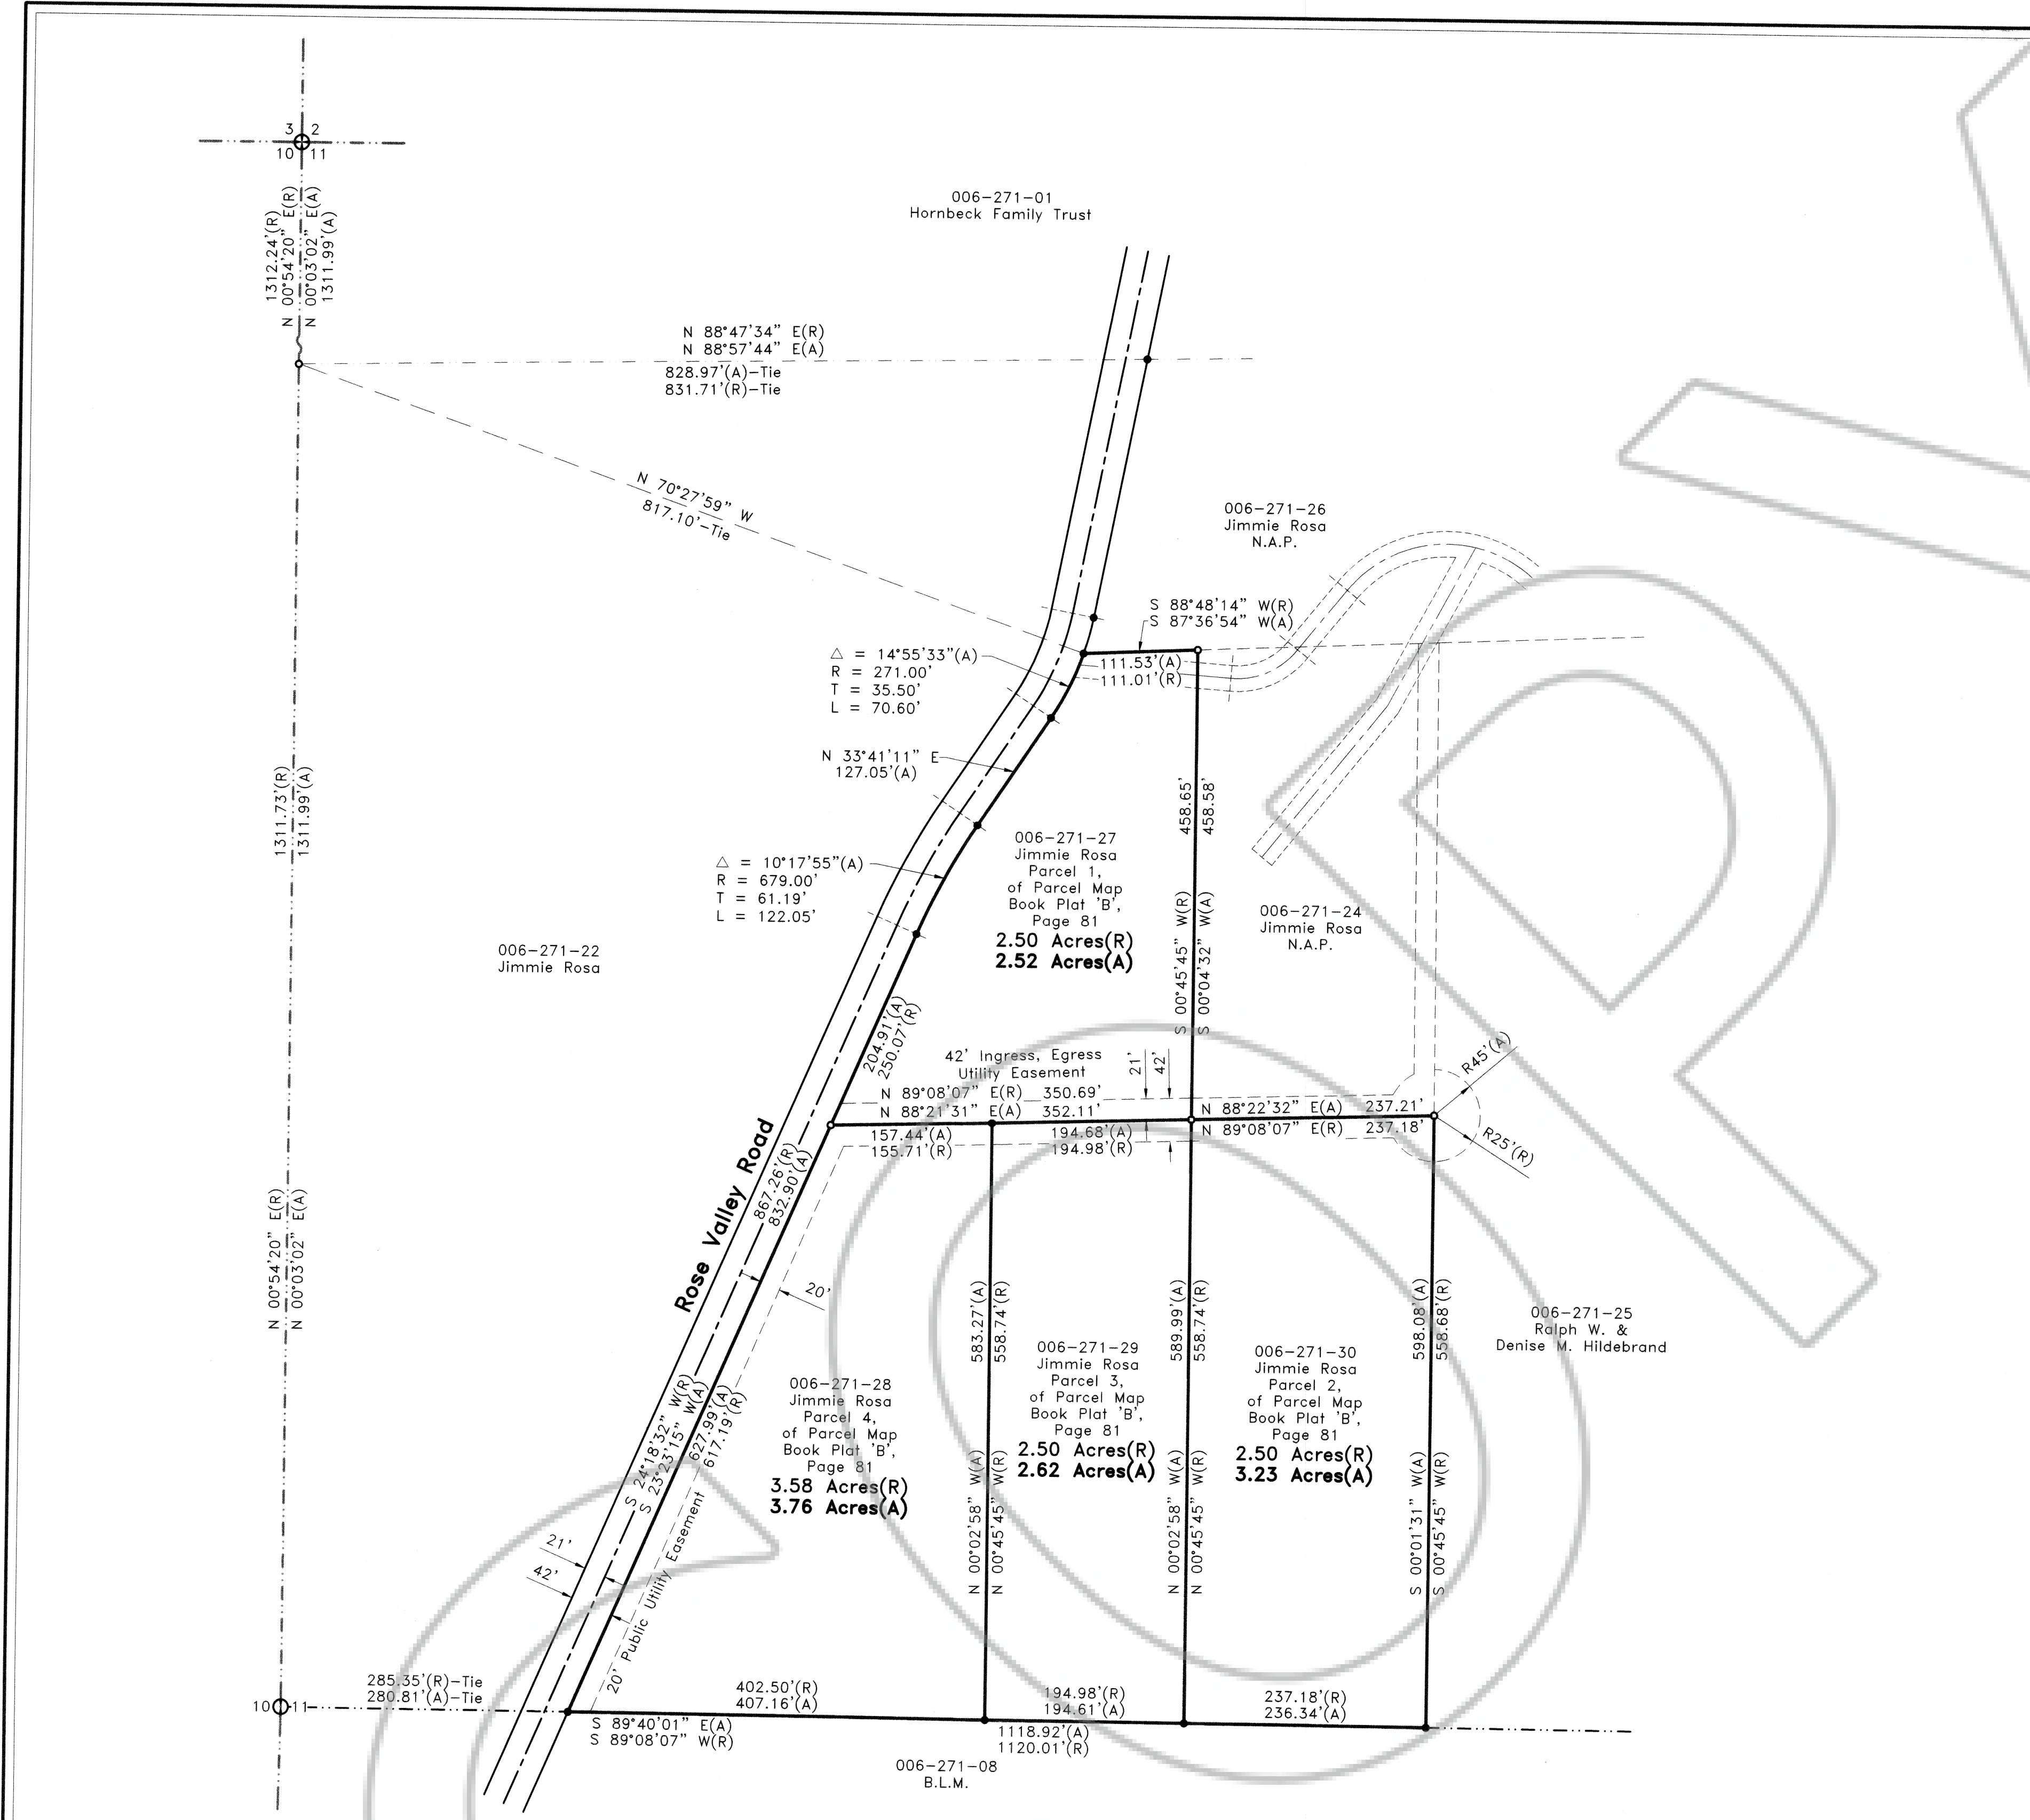 3 2
10 11
1312.24'(R)
N 00°54'20" E(R)
N 00°03'02" E(A)
1311.99'(A)
006-271-01
Hornbeck Family Trust
N 88°47'34" E(R)
N 88°57'44" E(A)
828.97'(A)-Tie
831.71'(R)-Tie
N 70°27'59" W
817.10'-Tie
006-271-26
Jimmie Rosa
N.A.P.
S 88°48'14" W(R)
S 87°36'54" W(A)
111.53'(A)
111.01'(R)
△ = 14°55'33"(A)
R = 271.00'
T = 35.50'
L = 70.60'
N 33°41'11" E
127.05'(A)
1311.73'(R)
1311.99'(A)
458.65'
458.58'
△ = 10°17'55"(A)
R = 679.00'
T = 61.19'
L = 122.05'
006-271-27
Jimmie Rosa
Parcel 1,
of Parcel Map
Book Plat 'B',
Page 81
2.50 Acres(R)
2.52 Acres(A)
S 00°45'45" W(R)
S 00°04'32" W(A)
006-271-24
Jimmie Rosa
N.A.P.
006-271-22
Jimmie Rosa
204.91'(A)
250.07'(R)
42' Ingress, Egress
Utility Easement
21'
42'
R45'(A)
N 89°08'07" E(R) 350.69'
N 88°21'31" E(A) 352.11'
N 88°22'32" E(A) 237.21'
N 89°08'07" E(R) 237.18'
157.44'(A)
155.71'(R)
194.68'(A)
194.98'(R)
R25'(R)
Rose Valley Road
867.26'(R)
832.90'(A)
N 00°54'20" E(R)
N 00°03'02" E(A)
20'
583.27'(A)
558.74'(R)
589.99'(A)
558.74'(R)
598.08'(A)
558.68'(R)
006-271-25
Ralph W. &
Denise M. Hildebrand
006-271-29
Jimmie Rosa
Parcel 3,
of Parcel Map
Book Plat 'B',
Page 81
2.50 Acres(R)
2.62 Acres(A)
006-271-30
Jimmie Rosa
Parcel 2,
of Parcel Map
Book Plat 'B',
Page 81
2.50 Acres(R)
3.23 Acres(A)
006-271-28
Jimmie Rosa
Parcel 4,
of Parcel Map
Book Plat 'B',
Page 81
3.58 Acres(R)
3.76 Acres(A)
S 24°18'32" W(R)
S 23°23'15" W(A)
627.99'(A)
617.19'(R)
N 00°02'58" W(A)
N 00°45'45" W(R)
N 00°02'58" W(A)
N 00°45'45" W(R)
S 00°01'31" W(A)
S 00°45'45" W(R)
21'
42'
20' Public Utility Easement
285.35'(R)-Tie
280.81'(A)-Tie
10 11
402.50'(R)
407.16'(A)
194.98'(R)
194.61'(A)
237.18'(R)
236.34'(A)
S 89°40'01" E(A)
S 89°08'07" W(R)
1118.92'(A)
1120.01'(R)
006-271-08
B.L.M.